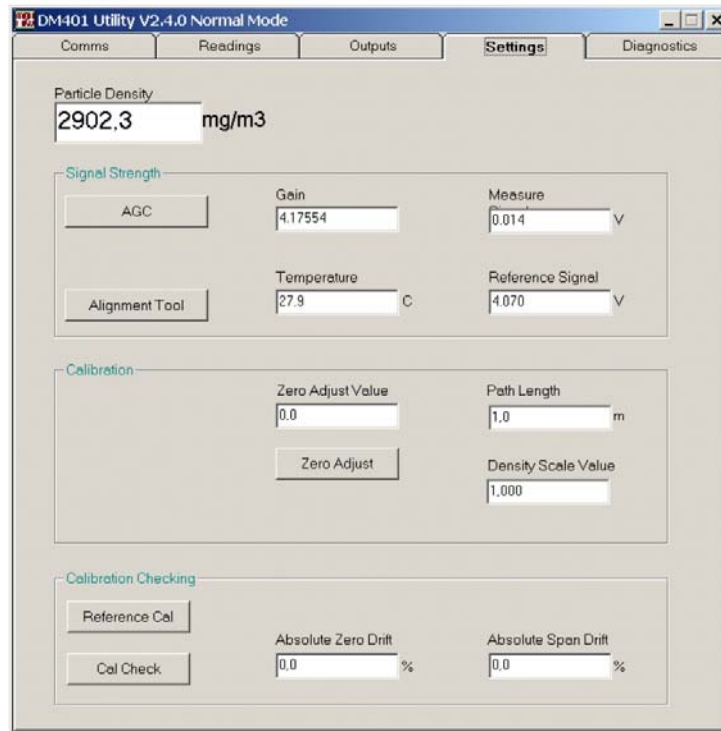 DM401 Utility V2.4.0 Normal Mode
Comms Readings Outputs Settings Diagnostics
Particle Density
2902,3 mg/m3
Signal Strength
AGC
Gain
4.17554
Measure
0.014 V
Alignment Tool
Temperature
27.9 C
Reference Signal
4.070 V
Calibration
Zero Adjust Value
0.0
Path Length
1,0 m
Zero Adjust
Density Scale Value
1,000
Calibration Checking
Reference Cal
Cal Check
Absolute Zero Drift
0,0 %
Absolute Span Drift
0,0 %